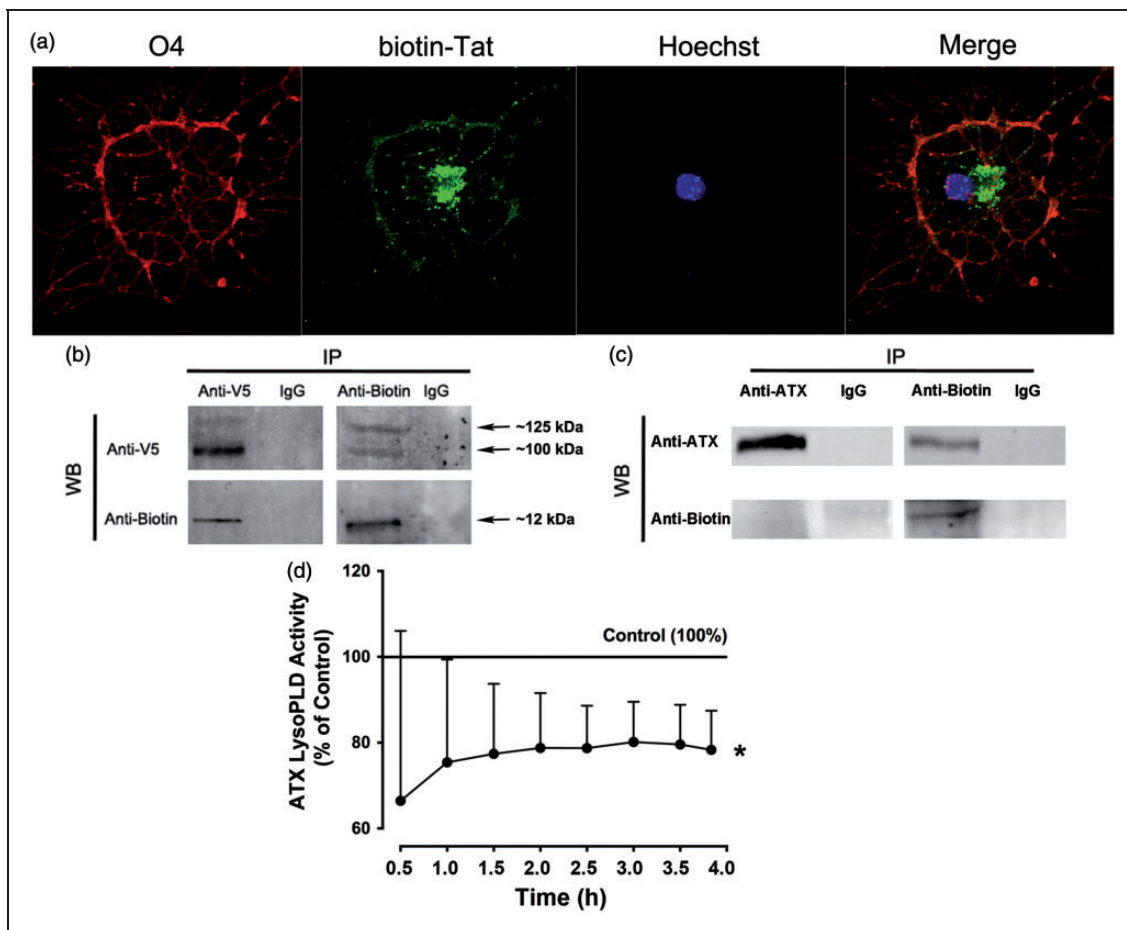 (a)
O4 biotin-Tat Hoechst Merge
(b)
IP
Anti-V5 IgG Anti-Biotin IgG
WB
Anti-V5
Anti-Biotin
~125 kDa
~100 kDa
~12 kDa
(c)
IP
Anti-ATX IgG Anti-Biotin IgG
WB
Anti-ATX
Anti-Biotin
(d)
ATX LysoPLD Activity
(% of Control)
120
100
80
60
Control (100%)
*
0.5 1.0 1.5 2.0 2.5 3.0 3.5 4.0
Time (h)